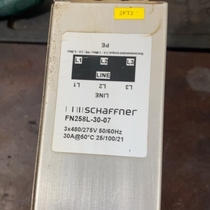 PE
L1 L2 L3
LINE
L1 L2 L3
LINE
SCHAFFNER
FN258L-30-07
3x480/275V 50/60Hz
30A@50°C 25/100/21